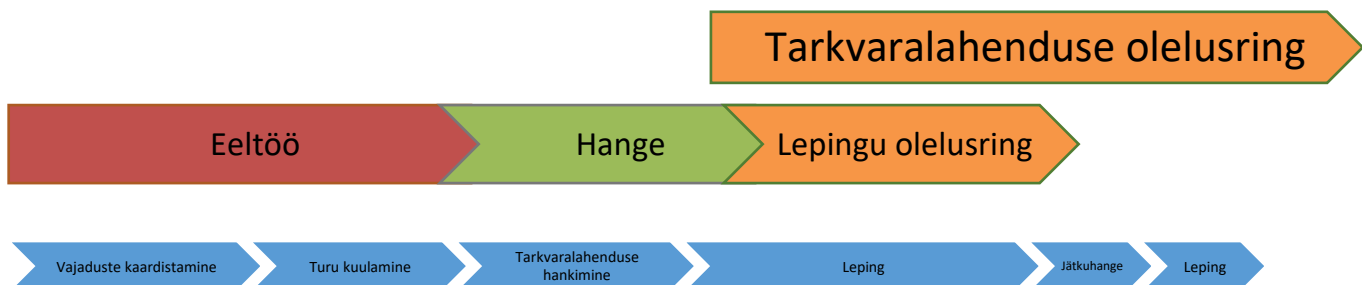 Tarkvaralahenduse olelusring
Eeltöö
Hange
Lepingu olelusring
Vajaduste kaardistamine
Turu kuulamine
Tarkvaralahenduse
hankimine
Leping
Jätkuhange
Leping